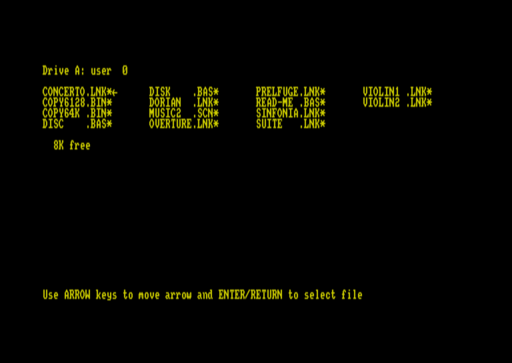 Drive A: user  0
CONCERTO.LNK*←     DISK    .BAS*     PRELFUGE.LNK*     VIOLIN1 .LNK*
COPY6128.BIN*      DORIAN  .LNK*     READ-ME .BAS*     VIOLIN2 .LNK*
COPY64K .BIN*      MUSIC2  .SCN*     SINFONIA.LNK*
DISC    .BAS*      OVERTURE.LNK*     SUITE   .LNK*
8K free
Use ARROW keys to move arrow and ENTER/RETURN to select file